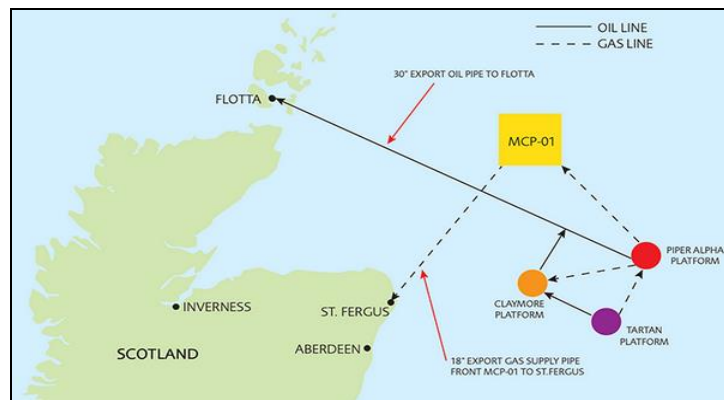 OIL LINE
GAS LINE
30" EXPORT OIL PIPE TO FLOTTA
FLOTTA
MCP-01
PIPER ALPHA
PLATFORM
CLAYMORE
PLATFORM
TARTAN
PLATFORM
INVERNESS
ST. FERGUS
ABERDEEN
SCOTLAND
18" EXPORT GAS SUPPLY PIPE
FRONT MCP-01 TO ST.FERGUS